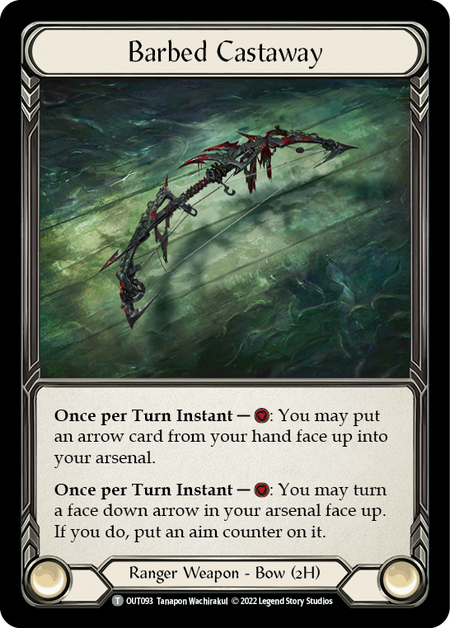 Barbed Castaway
Once per Turn Instant — : You may put
an arrow card from your hand face up into
your arsenal.
Once per Turn Instant — : You may turn
a face down arrow in your arsenal face up.
If you do, put an aim counter on it.
Ranger Weapon - Bow (2H)
T OUT093 Tanapon Wachirakul © 2022 Legend Story Studios